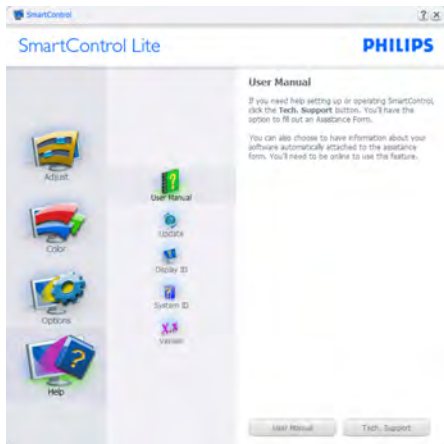 SmartControl
? X
SmartControl Lite
PHILIPS
Adjust
Color
Options
Help
User Manual
Update
Display ID
System ID
Version
User Manual
If you need help setting up or operating SmartControl,
click the Tech. Support button. You'll have the
option to fill out an Assistance Form.
You can also choose to have information about your
software automatically attached to the assistance
form. You'll need to be online to use this feature.
User Manual
Tech. Support